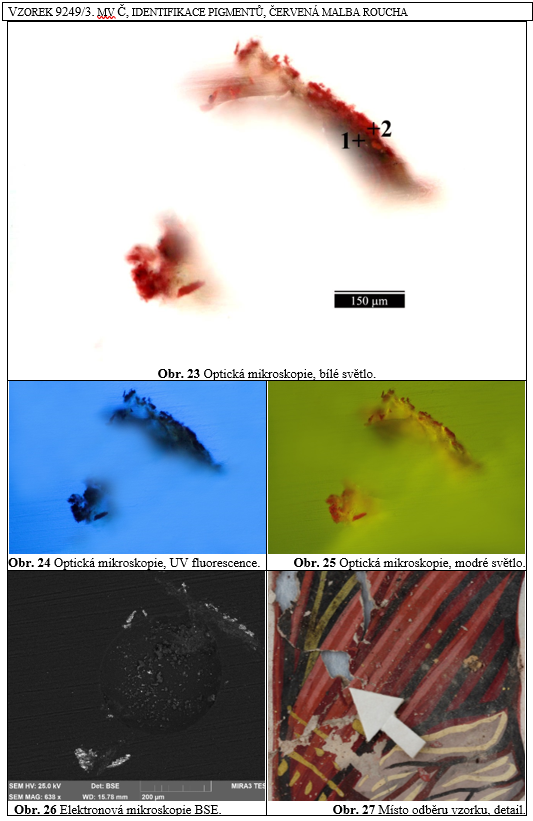 VZOREK 9249/3. MV Č, IDENTIFIKACE PIGMENTŮ, ČERVENÁ MALBA ROUCHA
1+ +2
150 µm
Obr. 23 Optická mikroskopie, bílé světlo.
Obr. 24 Optická mikroskopie, UV fluorescence.
Obr. 25 Optická mikroskopie, modré světlo.
SEM HV: 25.0 kV Det: BSE MIRA3 TES
SEM MAG: 638 x WD: 15.78 mm 200 µm
Obr. 26 Elektronová mikroskopie BSE.
Obr. 27 Místo odběru vzorku, detail.